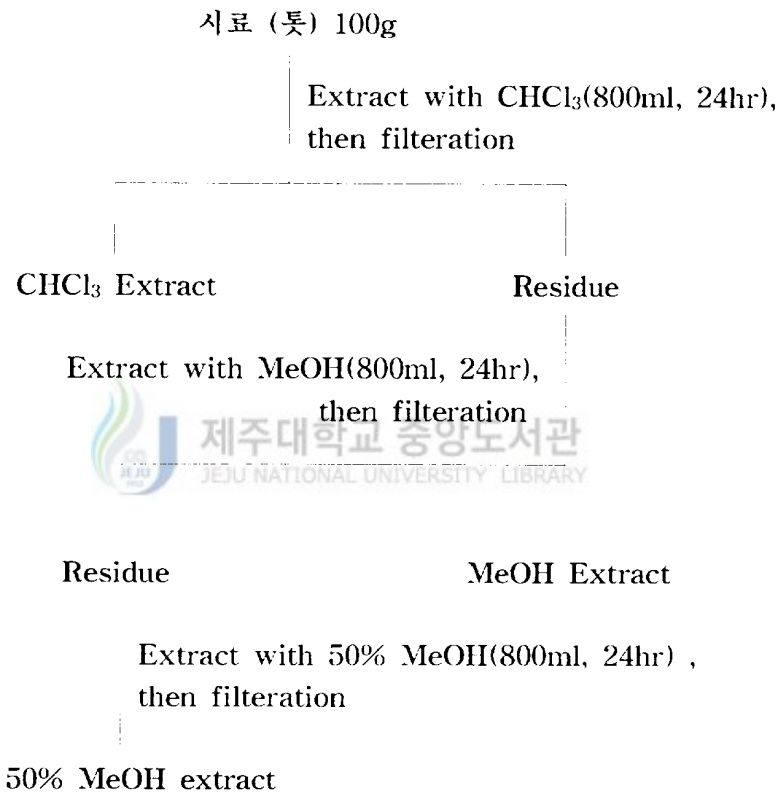 시료 (톳) 100g
Extract with CHCl₃(800ml, 24hr),
then filteration
CHCl₃ Extract Residue
Extract with MeOH(800ml, 24hr),
then filteration
제주대학교 중앙도서관
JEJU NATIONAL UNIVERSITY LIBRARY
JEJU
1952
Residue MeOH Extract
Extract with 50% MeOH(800ml, 24hr) ,
then filteration
50% MeOH extract